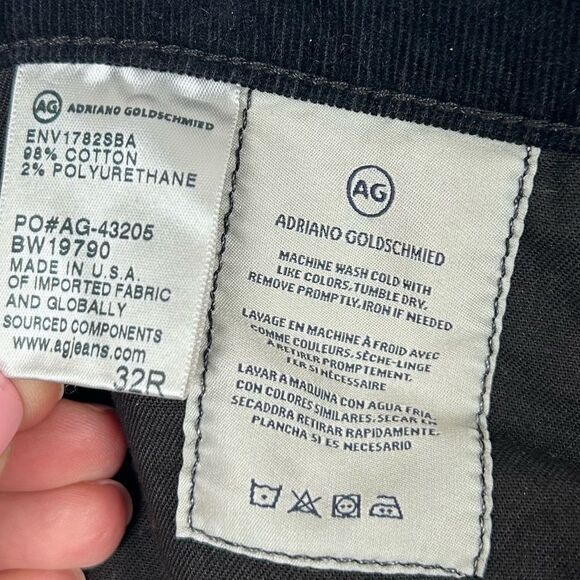 AG ADRIANO GOLDSCHMIED
ENV1782SBA
98% COTTON
2% POLYURETHANE
PO#AG-43205
BW19790
MADE IN U.S.A.
OF IMPORTED FABRIC
AND GLOBALLY
SOURCED COMPONENTS
www.agjeans.com
32R
AG
ADRIANO GOLDSCHMIED
MACHINE WASH COLD WITH
LIKE COLORS, TUMBLE DRY,
REMOVE PROMPTLY, IRON IF NEEDED
LAVAGE EN MACHINE À FROID AVEC
COMME COULEURS, SÈCHE-LINGE
A RETIRER PROMPTEMENT,
FER SI NÉCESSAIRE
LAVAR A MAQUINA CON AGUA FRIA,
CON COLORES SIMILARES, SECAR EN
SECADORA RETIRAR RAPIDAMENTE,
PLANCHA SI ES NECESARIO